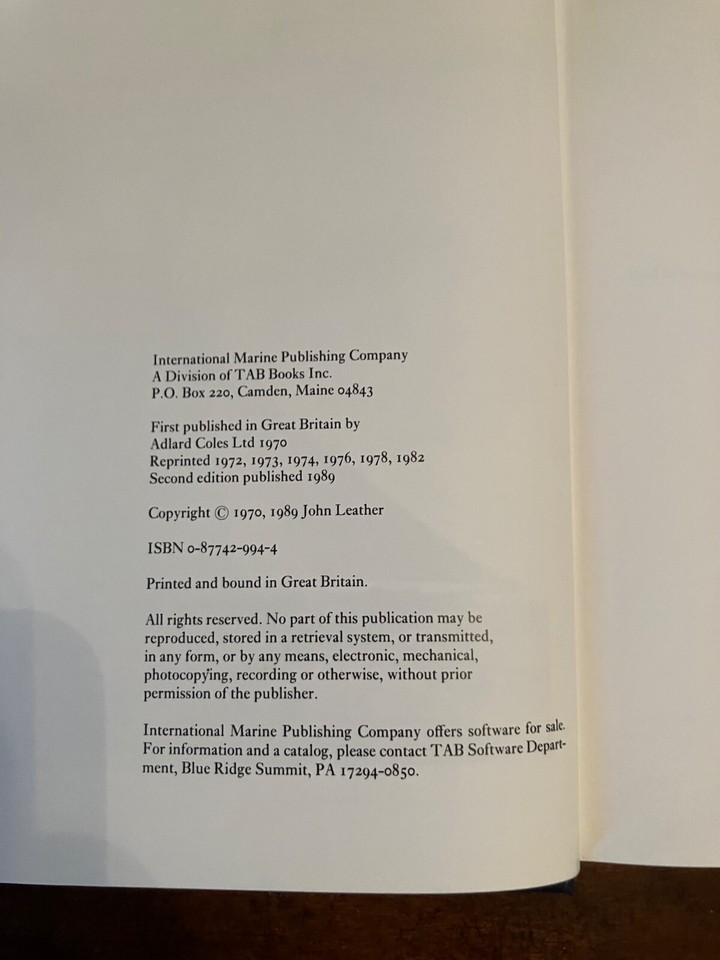 International Marine Publishing Company
A Division of TAB Books Inc.
P.O. Box 220, Camden, Maine 04843
First published in Great Britain by
Adlard Coles Ltd 1970
Reprinted 1972, 1973, 1974, 1976, 1978, 1982
Second edition published 1989
Copyright © 1970, 1989 John Leather
ISBN 0-87742-994-4
Printed and bound in Great Britain.
All rights reserved. No part of this publication may be
reproduced, stored in a retrieval system, or transmitted,
in any form, or by any means, electronic, mechanical,
photocopying, recording or otherwise, without prior
permission of the publisher.
International Marine Publishing Company offers software for sale.
For information and a catalog, please contact TAB Software Depart-
ment, Blue Ridge Summit, PA 17294-0850.